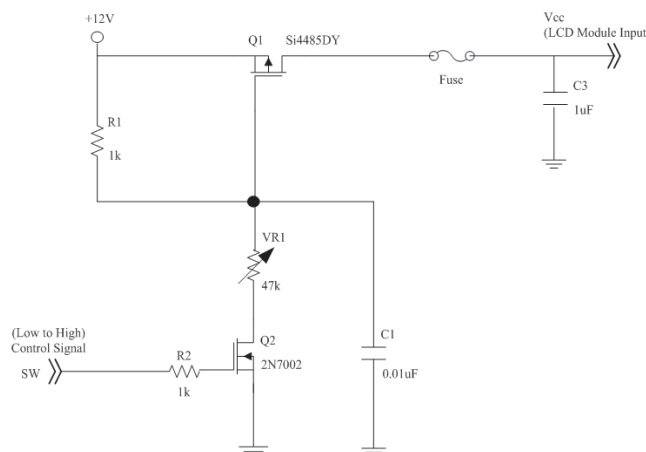 +12V
Q1
Si4485DY
Vcc
(LCD Module Input
Fuse
C3
1uF
R1
1k
VR1
47k
(Low to High)
Control Signal
SW
R2
1k
Q2
2N7002
C1
0.01uF